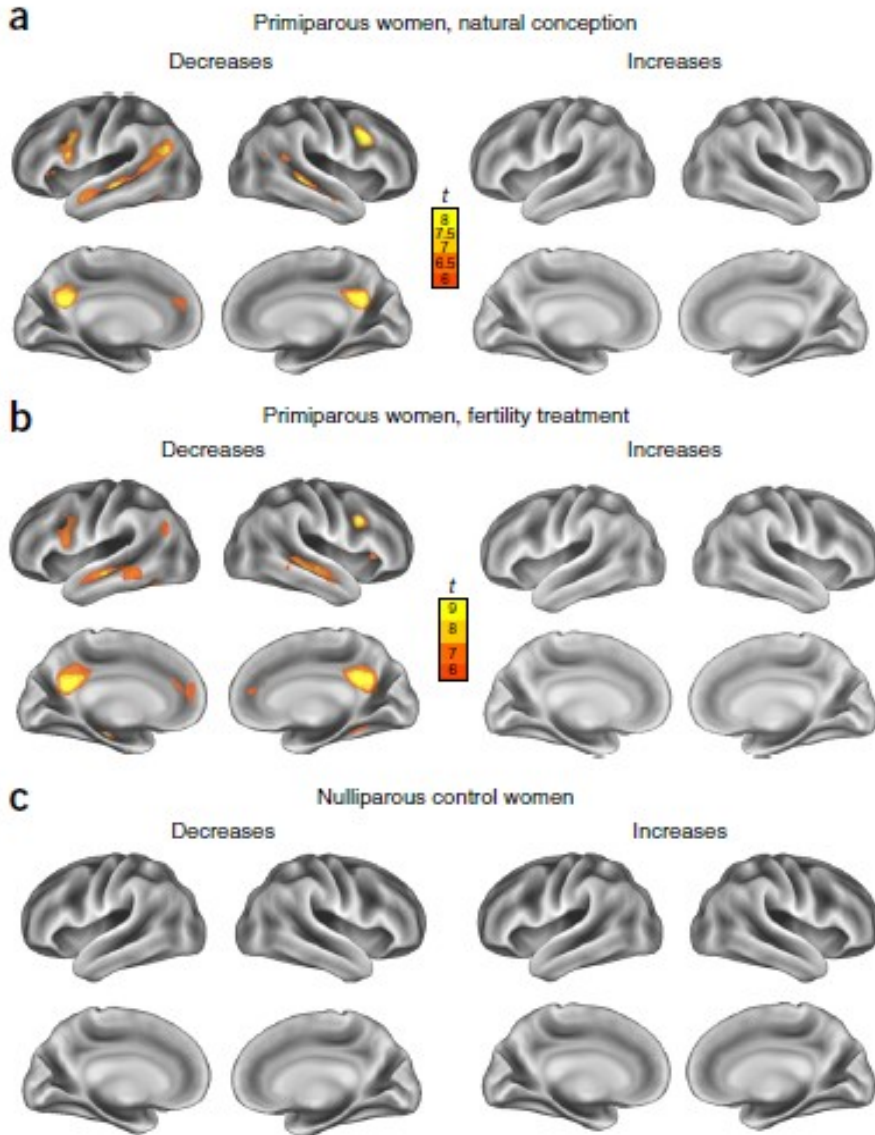 a
Primiparous women, natural conception
Decreases Increases
t
8
7.5
7
6.5
6
b
Primiparous women, fertility treatment
Decreases Increases
t
9
8
7
6
c
Nulliparous control women
Decreases Increases